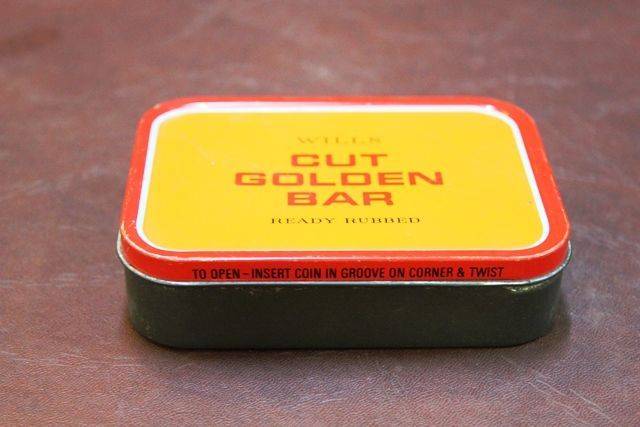 WILLS
CUT
GOLDEN
BAR
READY RUBBED
TO OPEN – INSERT COIN IN GROOVE ON CORNER & TWIST